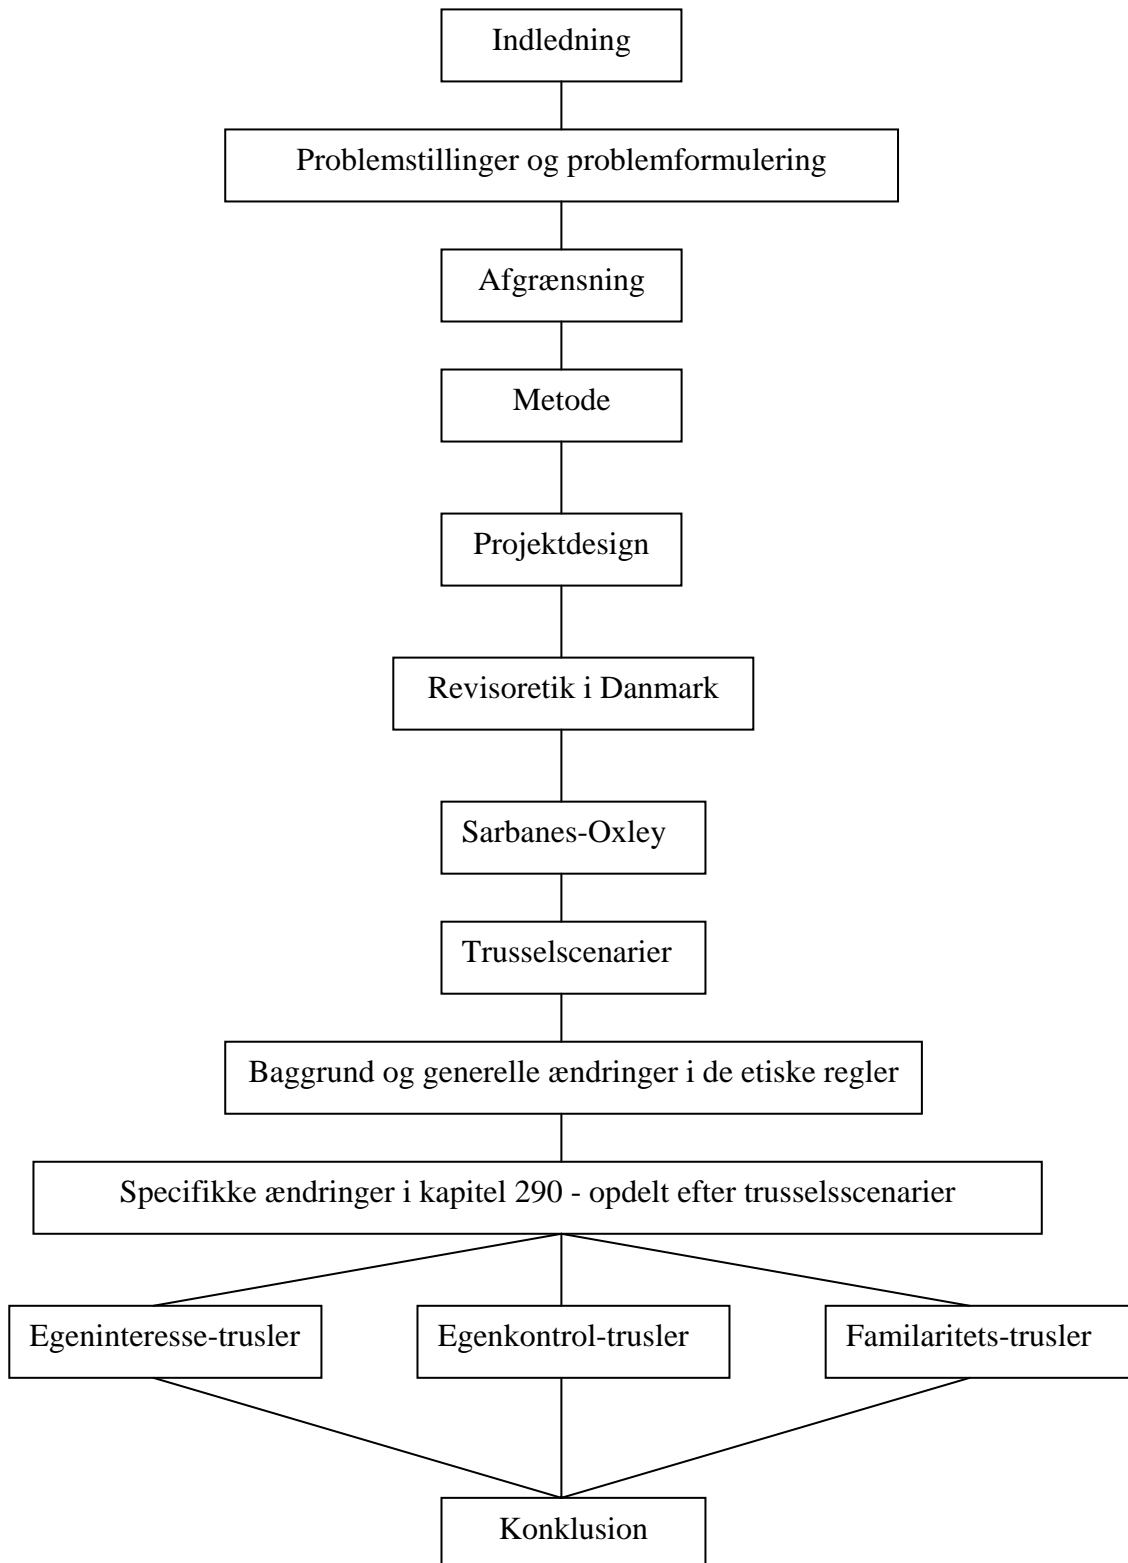 Indledning
Problemstillinger og problemformulering
Afgrænsning
Metode
Projektdesign
Revisoretik i Danmark
Sarbanes-Oxley
Trusselscenarier
Baggrund og generelle ændringer i de etiske regler
Specifikke ændringer i kapitel 290 - opdelt efter trusselsscenarier
Egeninteresse-trusler
Egenkontrol-trusler
Familaritets-trusler
Konklusion